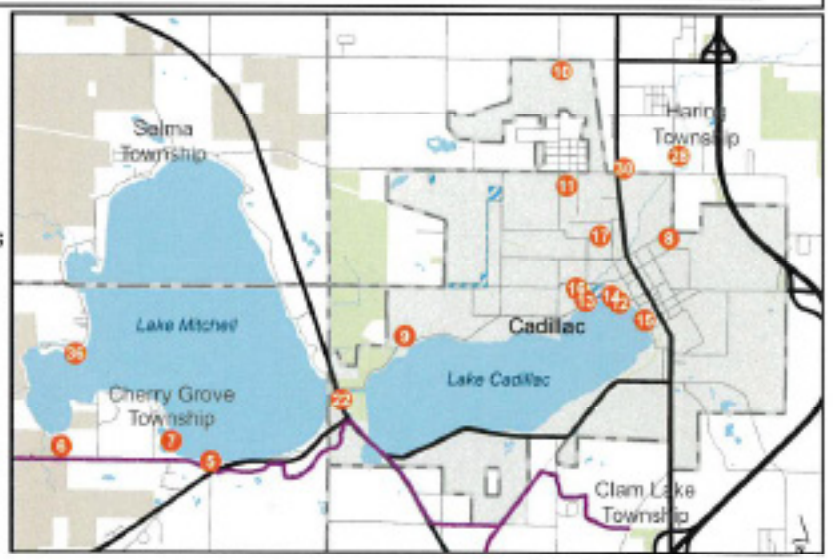 10
Selma
Township
Haring
Township
28
30
11
17
8
16
13
14
12
15
Lake Mitchell
Cadillac
9
36
Lake Cadillac
Cherry Grove
Township
22
6
7
5
Clam Lake
Township